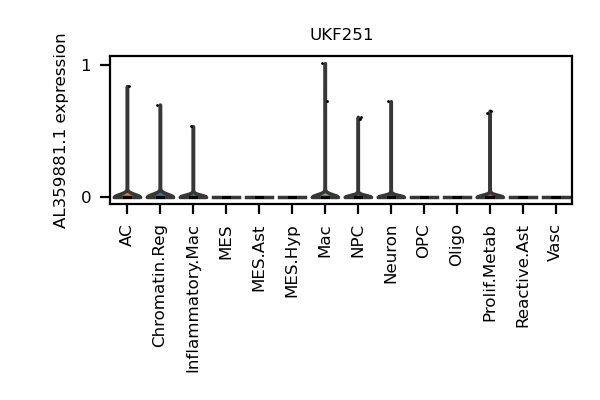 UKF251
AL359881.1 expression
1
0
AC
Chromatin.Reg
Inflammatory.Mac
MES
MES.Ast
MES.Hyp
Mac
NPC
Neuron
OPC
Oligo
Prolif.Metab
Reactive.Ast
Vasc